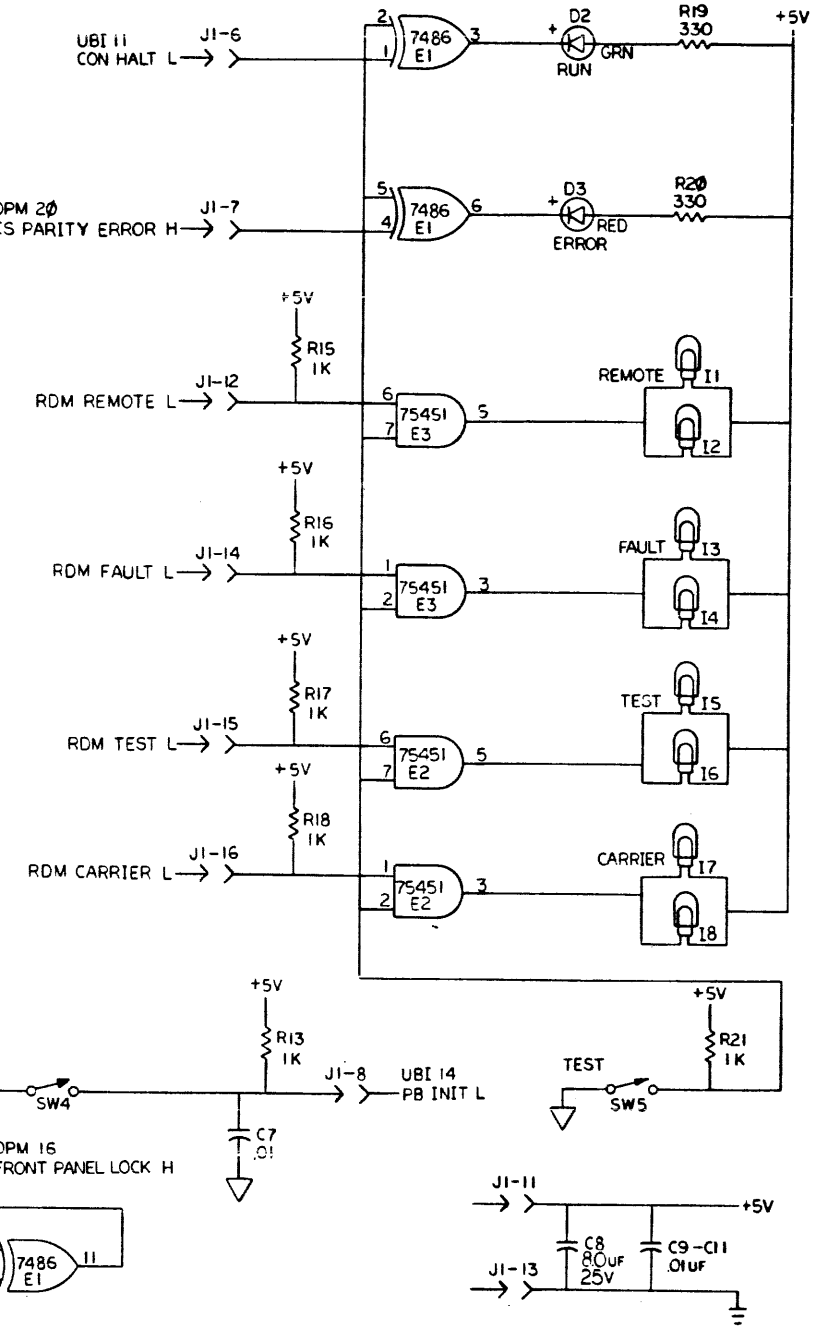 UBI 11
CON HALT L
J1-6
2
1
7486
E1
3
+
D2
GRN
RUN
R19
330
+5V
DPM 20
CS PARITY ERROR H
J1-7
5
4
7486
E1
6
+
D3
RED
ERROR
R20
330
+5V
R15
1K
RDM REMOTE L
J1-12
6
7
75451
E3
5
REMOTE
I1
I2
+5V
R16
1K
RDM FAULT L
J1-14
1
2
75451
E3
3
FAULT
I3
I4
+5V
R17
1K
RDM TEST L
J1-15
6
7
75451
E2
5
TEST
I5
I6
+5V
R18
1K
RDM CARRIER L
J1-16
1
2
75451
E2
3
CARRIER
I7
I8
+5V
R13
1K
SW4
J1-8
UBI 14
PB INIT L
C7
.01
TEST
SW5
+5V
R21
1K
DPM 16
FRONT PANEL LOCK H
7486
E1
11
J1-11
+5V
C8
80UF
25V
C9-C11
.01UF
J1-13